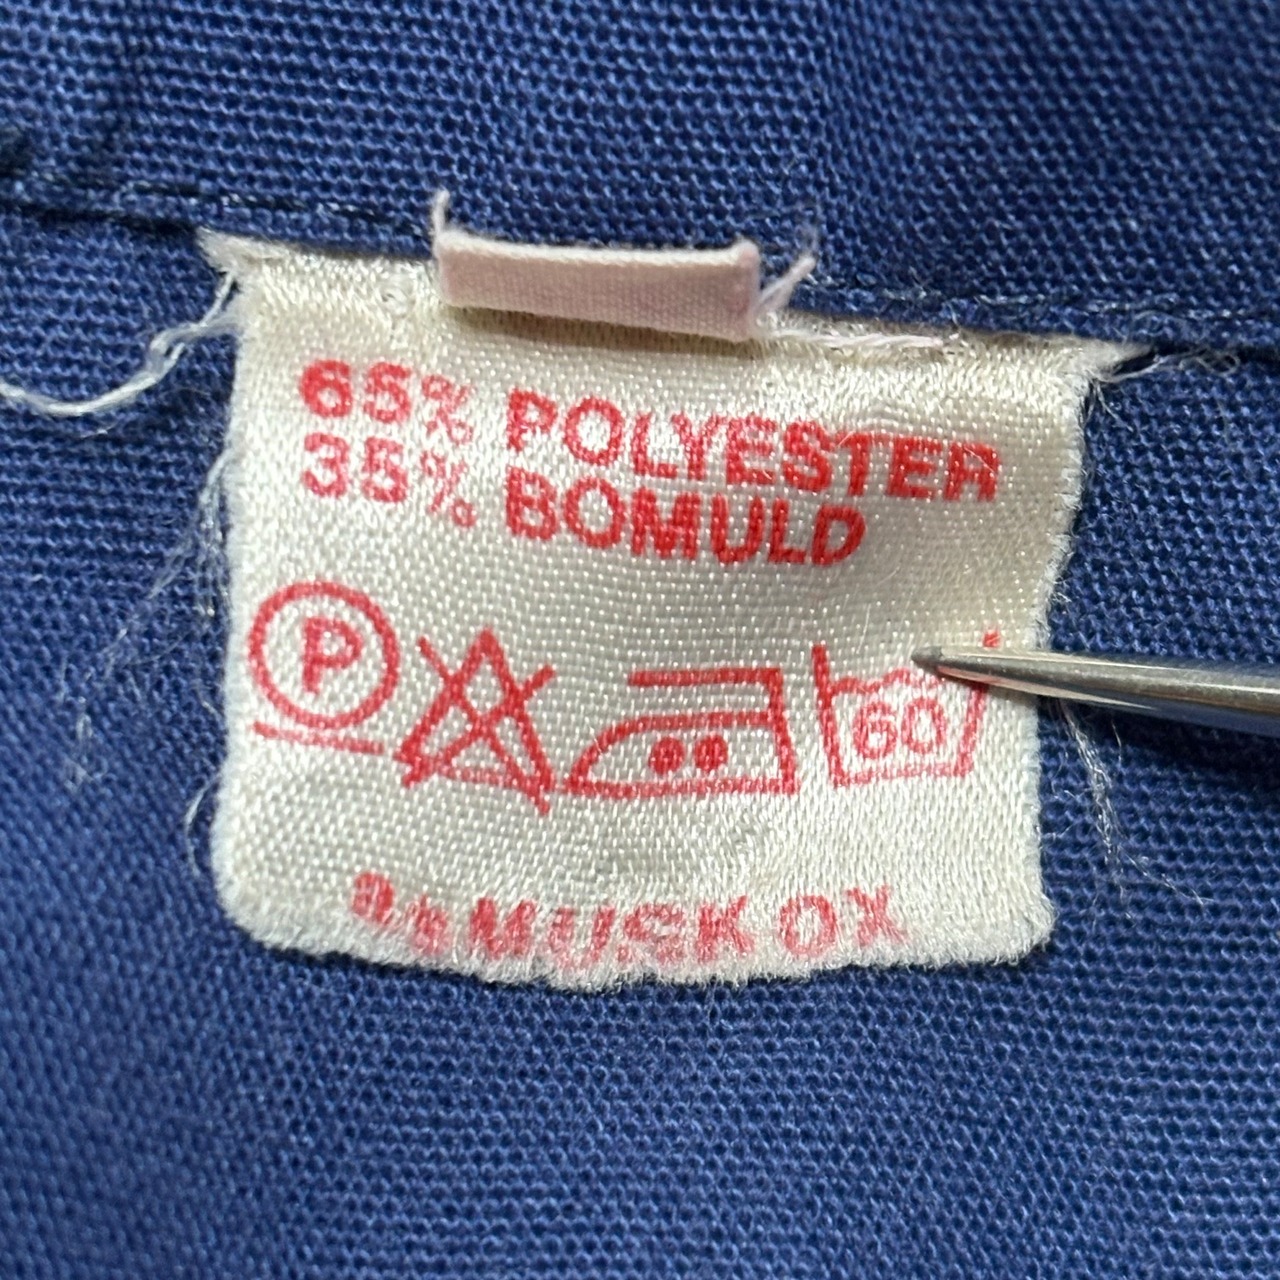 65% POLYESTER
35% BOMULD
P
60
a/s MUSK OX